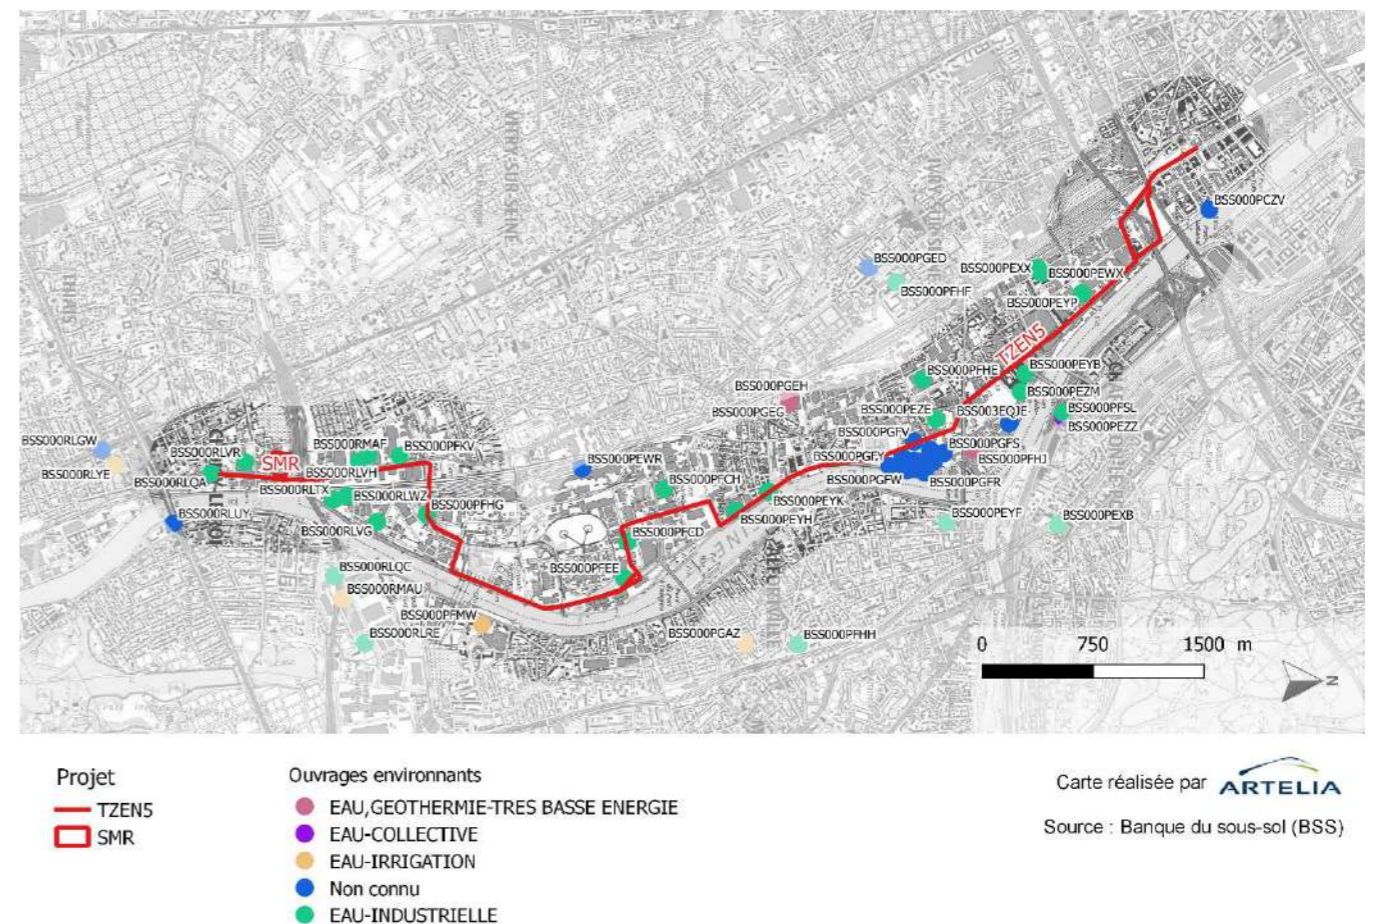 BSS000PCZV
BSS000PGED
BSS000PEXX
BSS000PEWX
BSS000PFHF
BSS000PEYP
TZEN5
BSS000PFHE
BSS000PEYB
BSS000PGEH
BSS000PEZM
BSS000PGEG
BSS000PEZE
BSS003EQJE
BSS000PFSL
BSS000PEZZ
BSS000PGFV
BSS000PGFS
BSS000RLGW
BSS000RMAF
BSS000PFKV
BSS000RLVR
BSS000PEWR
BSS000PGEY
BSS000PFHJ
SMR
BSS000RLYE
BSS000RLVH
BSS000RLQA
BSS000PFCH
BSS000PGFW
BSS000PGFR
BSS000RLTX
BSS000RLWZ
BSS000PFHG
BSS000PEYK
BSS000RLUY
BSS000RLVG
BSS000PEYH
BSS000PEYF
BSS000PEXB
BSS000PFCD
BSS000RLQC
BSS000PFEE
BSS000RMAU
BSS000PFMW
BSS000RLRE
BSS000PGAZ
BSS000PFHH
0 750 1500 m
N
Projet
TZEN5
SMR
Ouvrages environnants
EAU,GEOTHERMIE-TRES BASSE ENERGIE
EAU-COLLECTIVE
EAU-IRRIGATION
Non connu
EAU-INDUSTRIELLE
Carte réalisée par ARTELIA
Source : Banque du sous-sol (BSS)